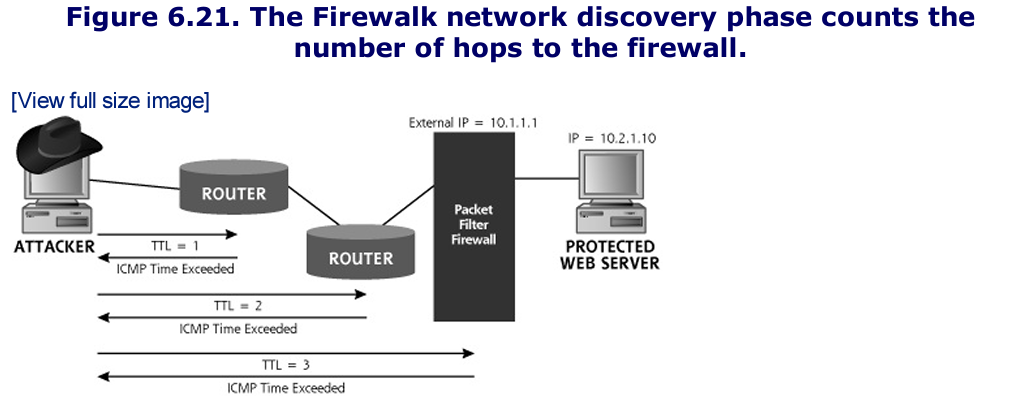 Figure 6.21. The Firewalk network discovery phase counts the
number of hops to the firewall.
[View full size image]
External IP = 10.1.1.1
IP = 10.2.1.10
ROUTER
Packet
Filter
Firewall
ATTACKER
TTL = 1
ICMP Time Exceeded
ROUTER
PROTECTED
WEB SERVER
TTL = 2
ICMP Time Exceeded
TTL = 3
ICMP Time Exceeded